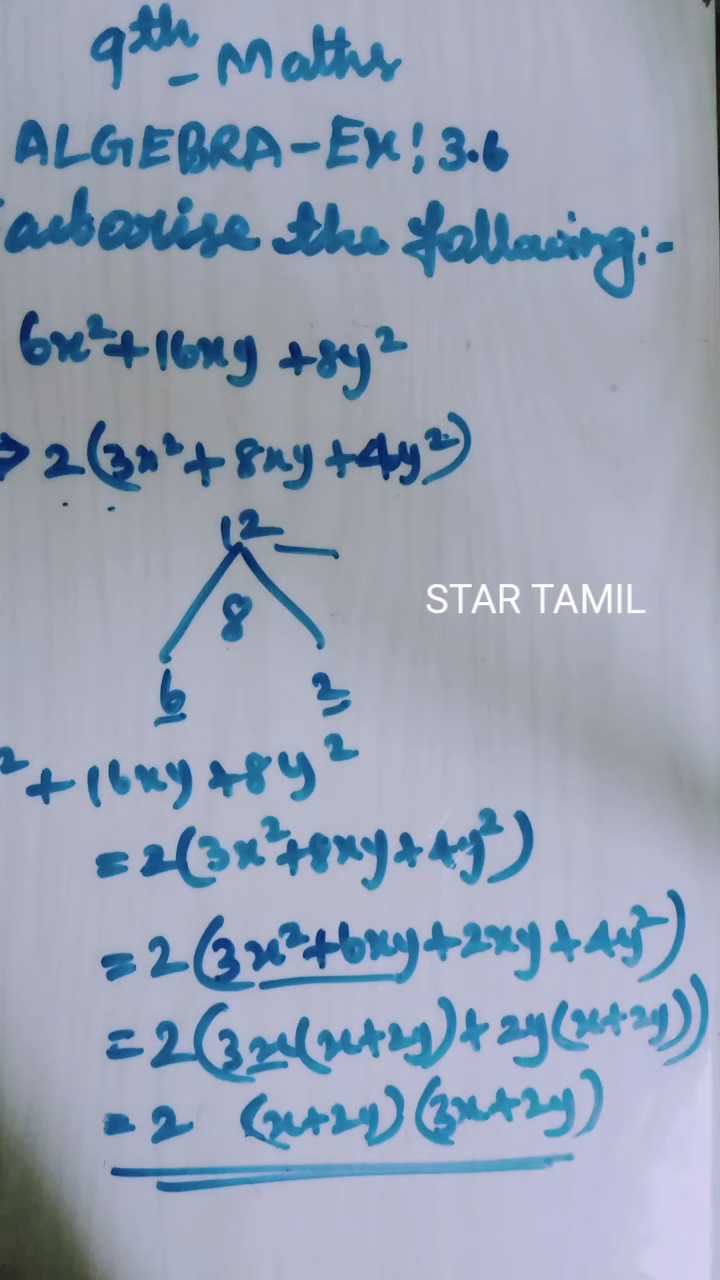 9th - Maths
ALGEBRA - Ex: 3.6
actorise the following:-
6x² + 16xy + 8y²
⇒ 2(3x² + 8xy + 4y²)
12
8
6 2
STAR TAMIL
² + 16xy + 8y²
= 2(3x² + 8xy + 4y²)
= 2(3x² + 6xy + 2xy + 4y²)
= 2(3x(x+2y) + 2y(x+2y))
= 2 (x+2y)(3x+2y)